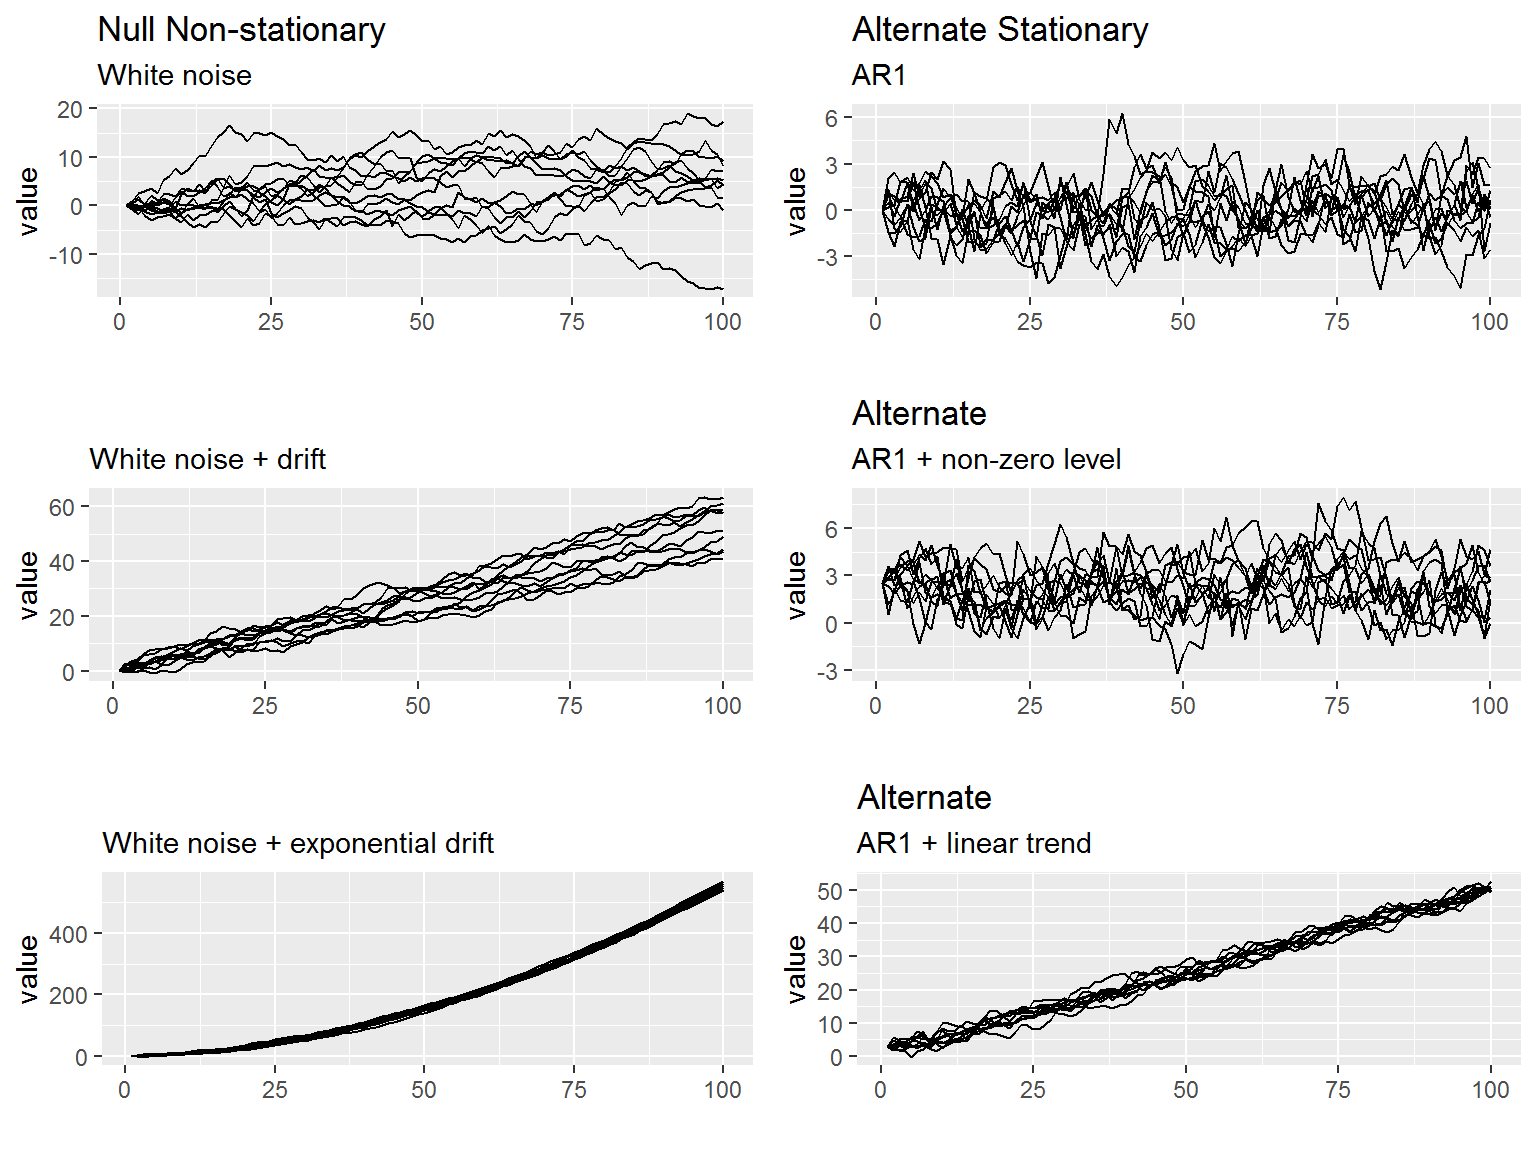 Null Non-stationary
White noise
value
20
10
0
-10
0 25 50 75 100
Alternate Stationary
AR1
value
6
3
0
-3
0 25 50 75 100
White noise + drift
value
60
40
20
0
0 25 50 75 100
Alternate
AR1 + non-zero level
value
6
3
0
-3
0 25 50 75 100
White noise + exponential drift
value
400
200
0
0 25 50 75 100
Alternate
AR1 + linear trend
value
50
40
30
20
10
0
0 25 50 75 100